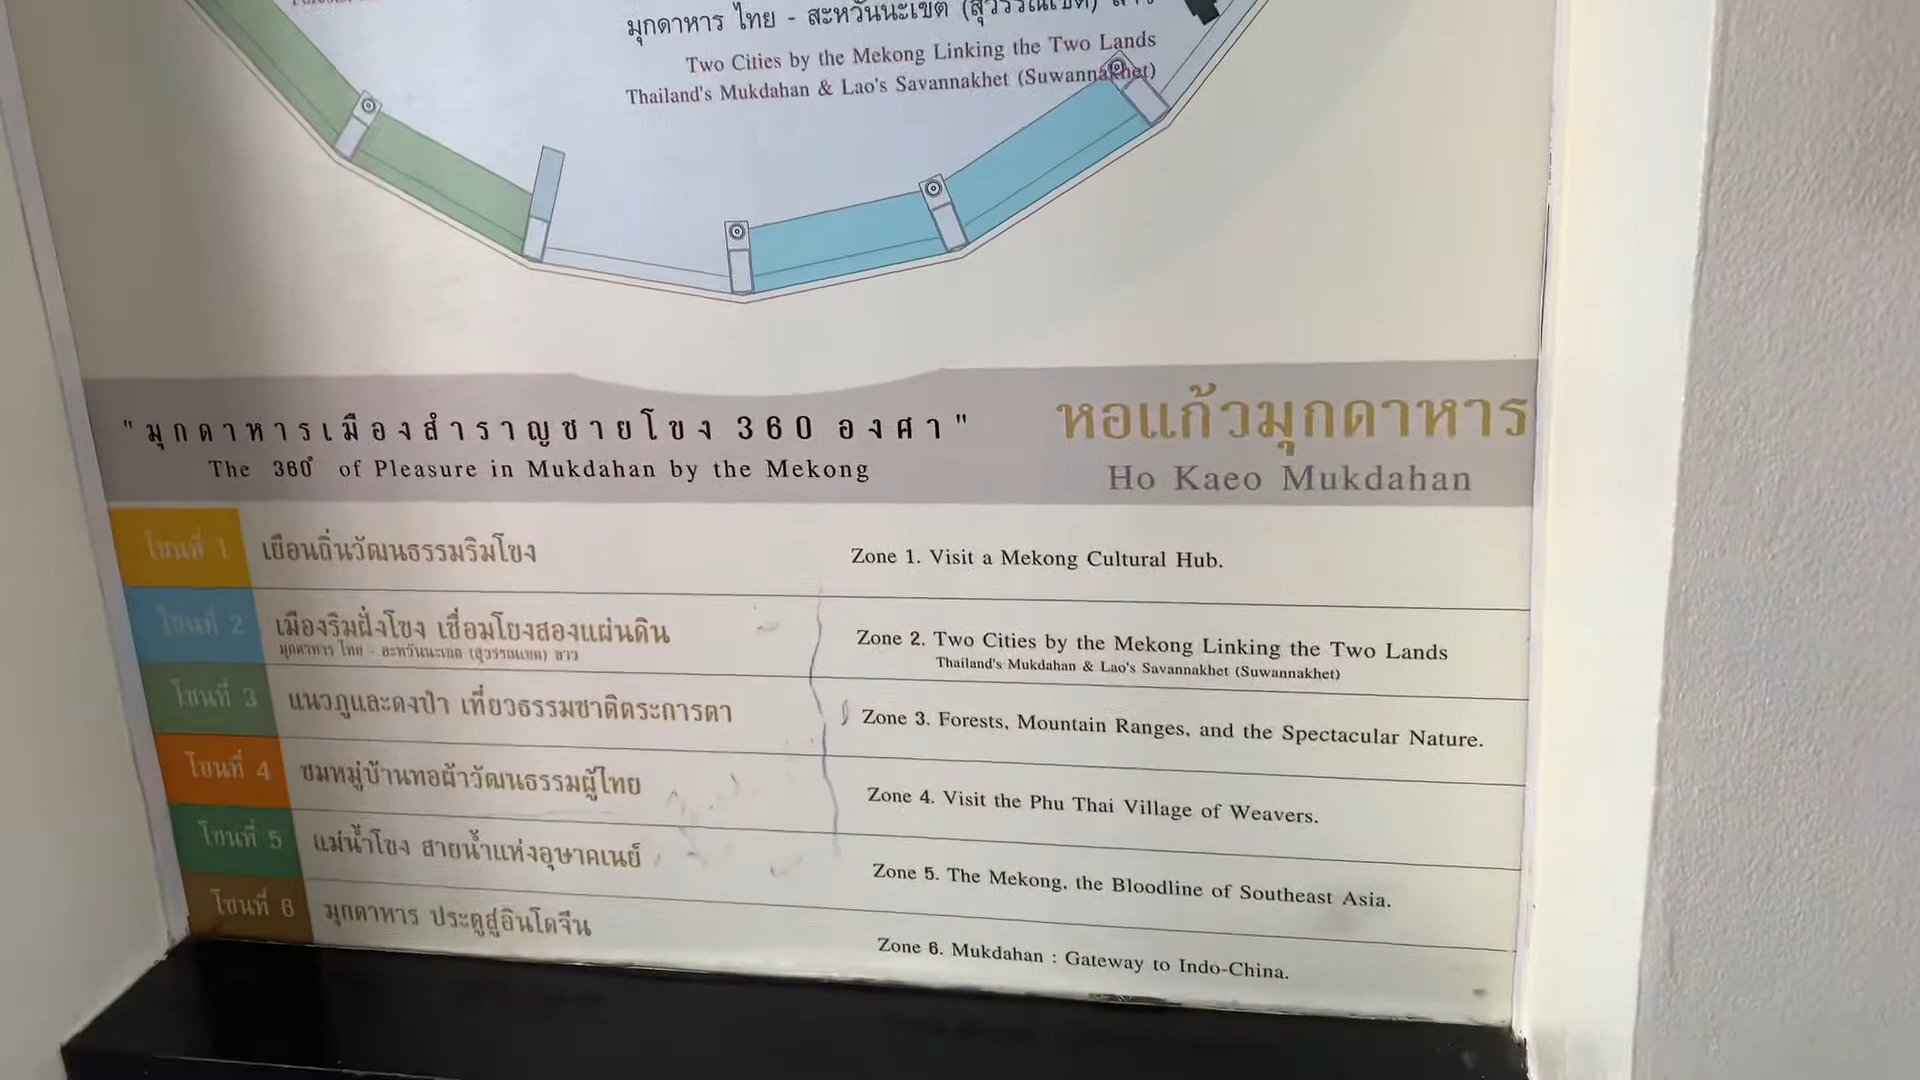 มุกดาหาร ไทย - สะหวันนะเขต (สุวรรณเขต) ลาว
Two Cities by the Mekong Linking the Two Lands
Thailand's Mukdahan & Lao's Savannakhet (Suwannakhet)
"มุกดาหารเมืองสำราญชายโขง 360 องศา"
The 360° of Pleasure in Mukdahan by the Mekong
หอแก้วมุกดาหาร
Ho Kaeo Mukdahan
โซนที่ 1 เยือนถิ่นวัฒนธรรมริมโขง Zone 1. Visit a Mekong Cultural Hub.
โซนที่ 2 เมืองริมฝั่งโขง เชื่อมโยงสองแผ่นดิน Zone 2. Two Cities by the Mekong Linking the Two Lands
มุกดาหาร ไทย - สะหวันนะเขต (สุวรรณเขต) ลาว Thailand's Mukdahan & Lao's Savannakhet (Suwannakhet)
โซนที่ 3 แนวภูและดงป่า เที่ยวธรรมชาติตระการตา Zone 3. Forests, Mountain Ranges, and the Spectacular Nature.
โซนที่ 4 ชมหมู่บ้านทอผ้าวัฒนธรรมผู้ไทย Zone 4. Visit the Phu Thai Village of Weavers.
โซนที่ 5 แม่น้ำโขง สายน้ำแห่งอุษาคเนย์ Zone 5. The Mekong, the Bloodline of Southeast Asia.
โซนที่ 6 มุกดาหาร ประตูสู่อินโดจีน Zone 6. Mukdahan : Gateway to Indo-China.